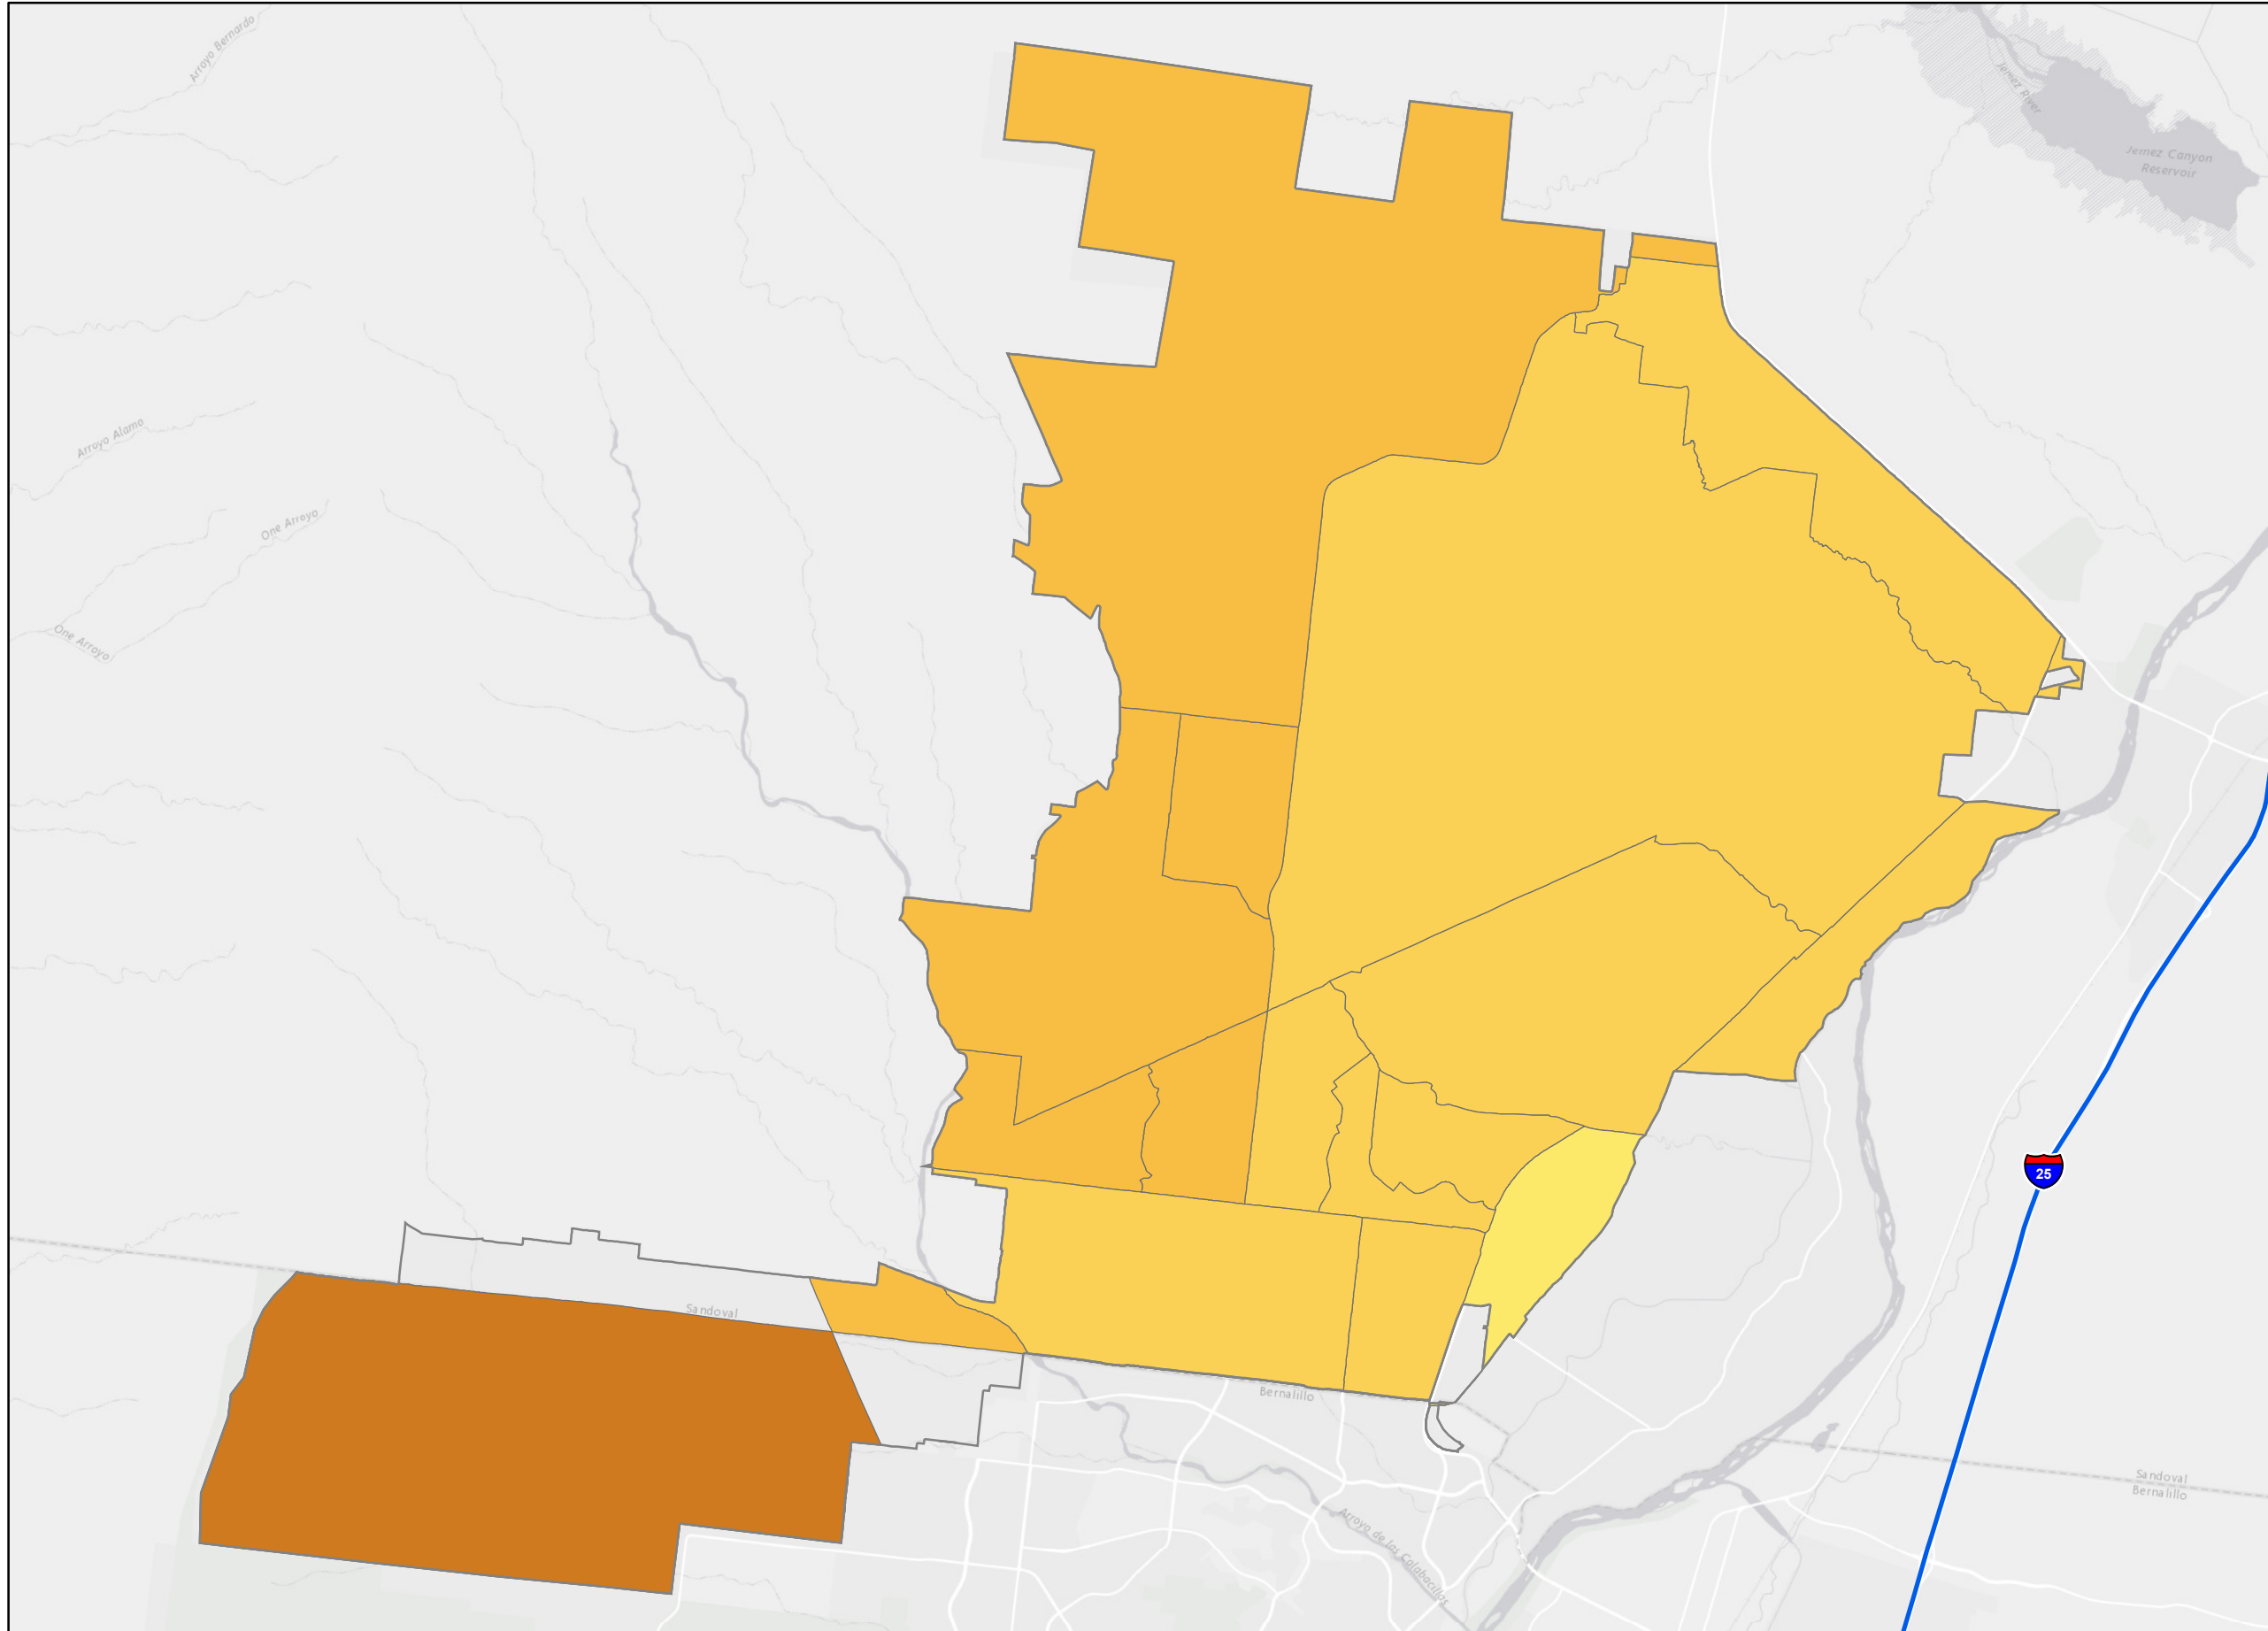 Arroyo Bernardo
Jemez River
Jemez Canyon
Reservoir
Arroyo Alamo
One Arroyo
One Arroyo
25
Sandoval
Bernalillo
Sandoval
Bernalillo
Arroyo de las Calabacillas